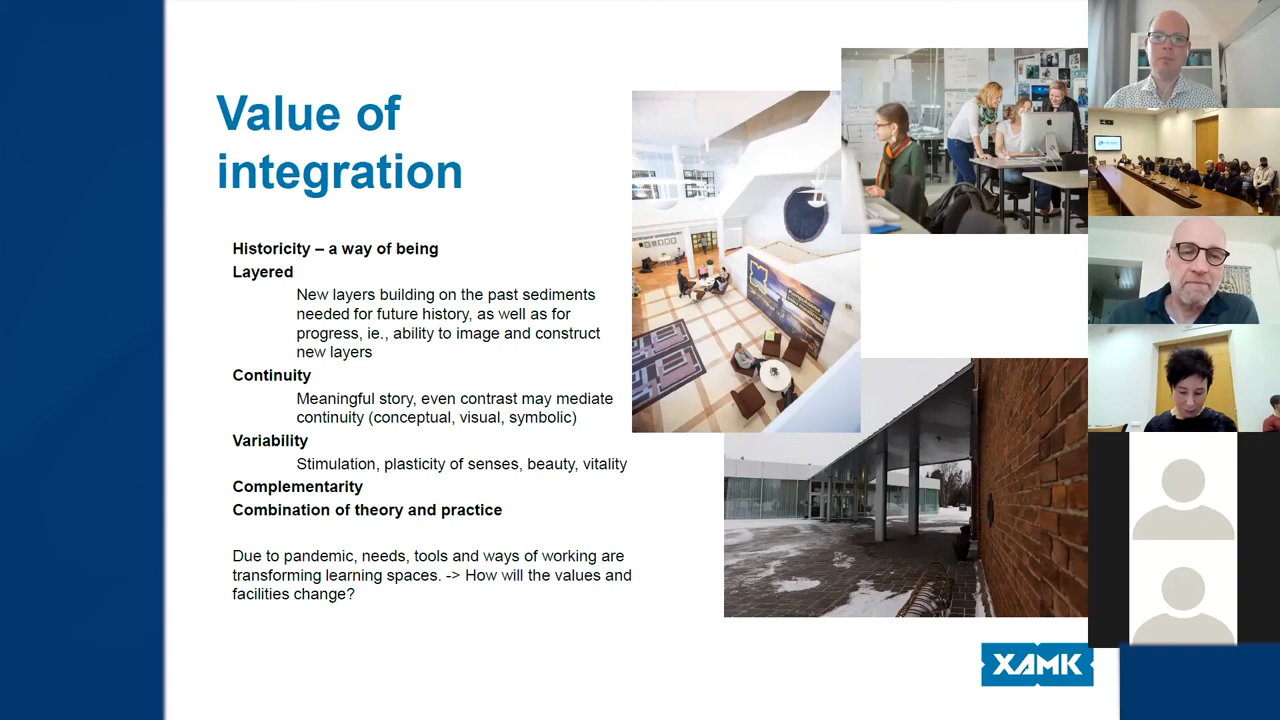 Value of
integration
Historicity – a way of being
Layered
New layers building on the past sediments
needed for future history, as well as for
progress, ie., ability to image and construct
new layers
Continuity
Meaningful story, even contrast may mediate
continuity (conceptual, visual, symbolic)
Variability
Stimulation, plasticity of senses, beauty, vitality
Complementarity
Combination of theory and practice
Due to pandemic, needs, tools and ways of working are
transforming learning spaces. -> How will the values and
facilities change?
XAMK